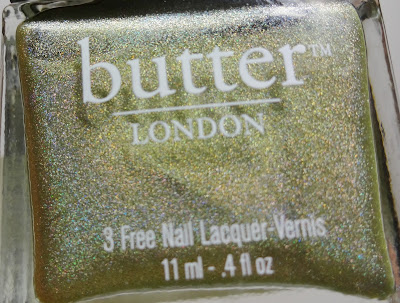 butter™
LONDON
3 Free Nail Lacquer-Vernis
11 ml - .4 fl oz